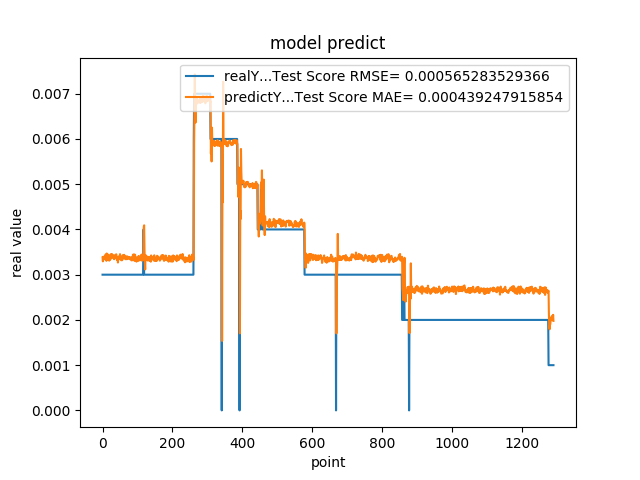 model predict
realY...Test Score RMSE= 0.000565283529366
predictY...Test Score MAE= 0.000439247915854
real value
0.007
0.006
0.005
0.004
0.003
0.002
0.001
0.000
0 200 400 600 800 1000 1200
point